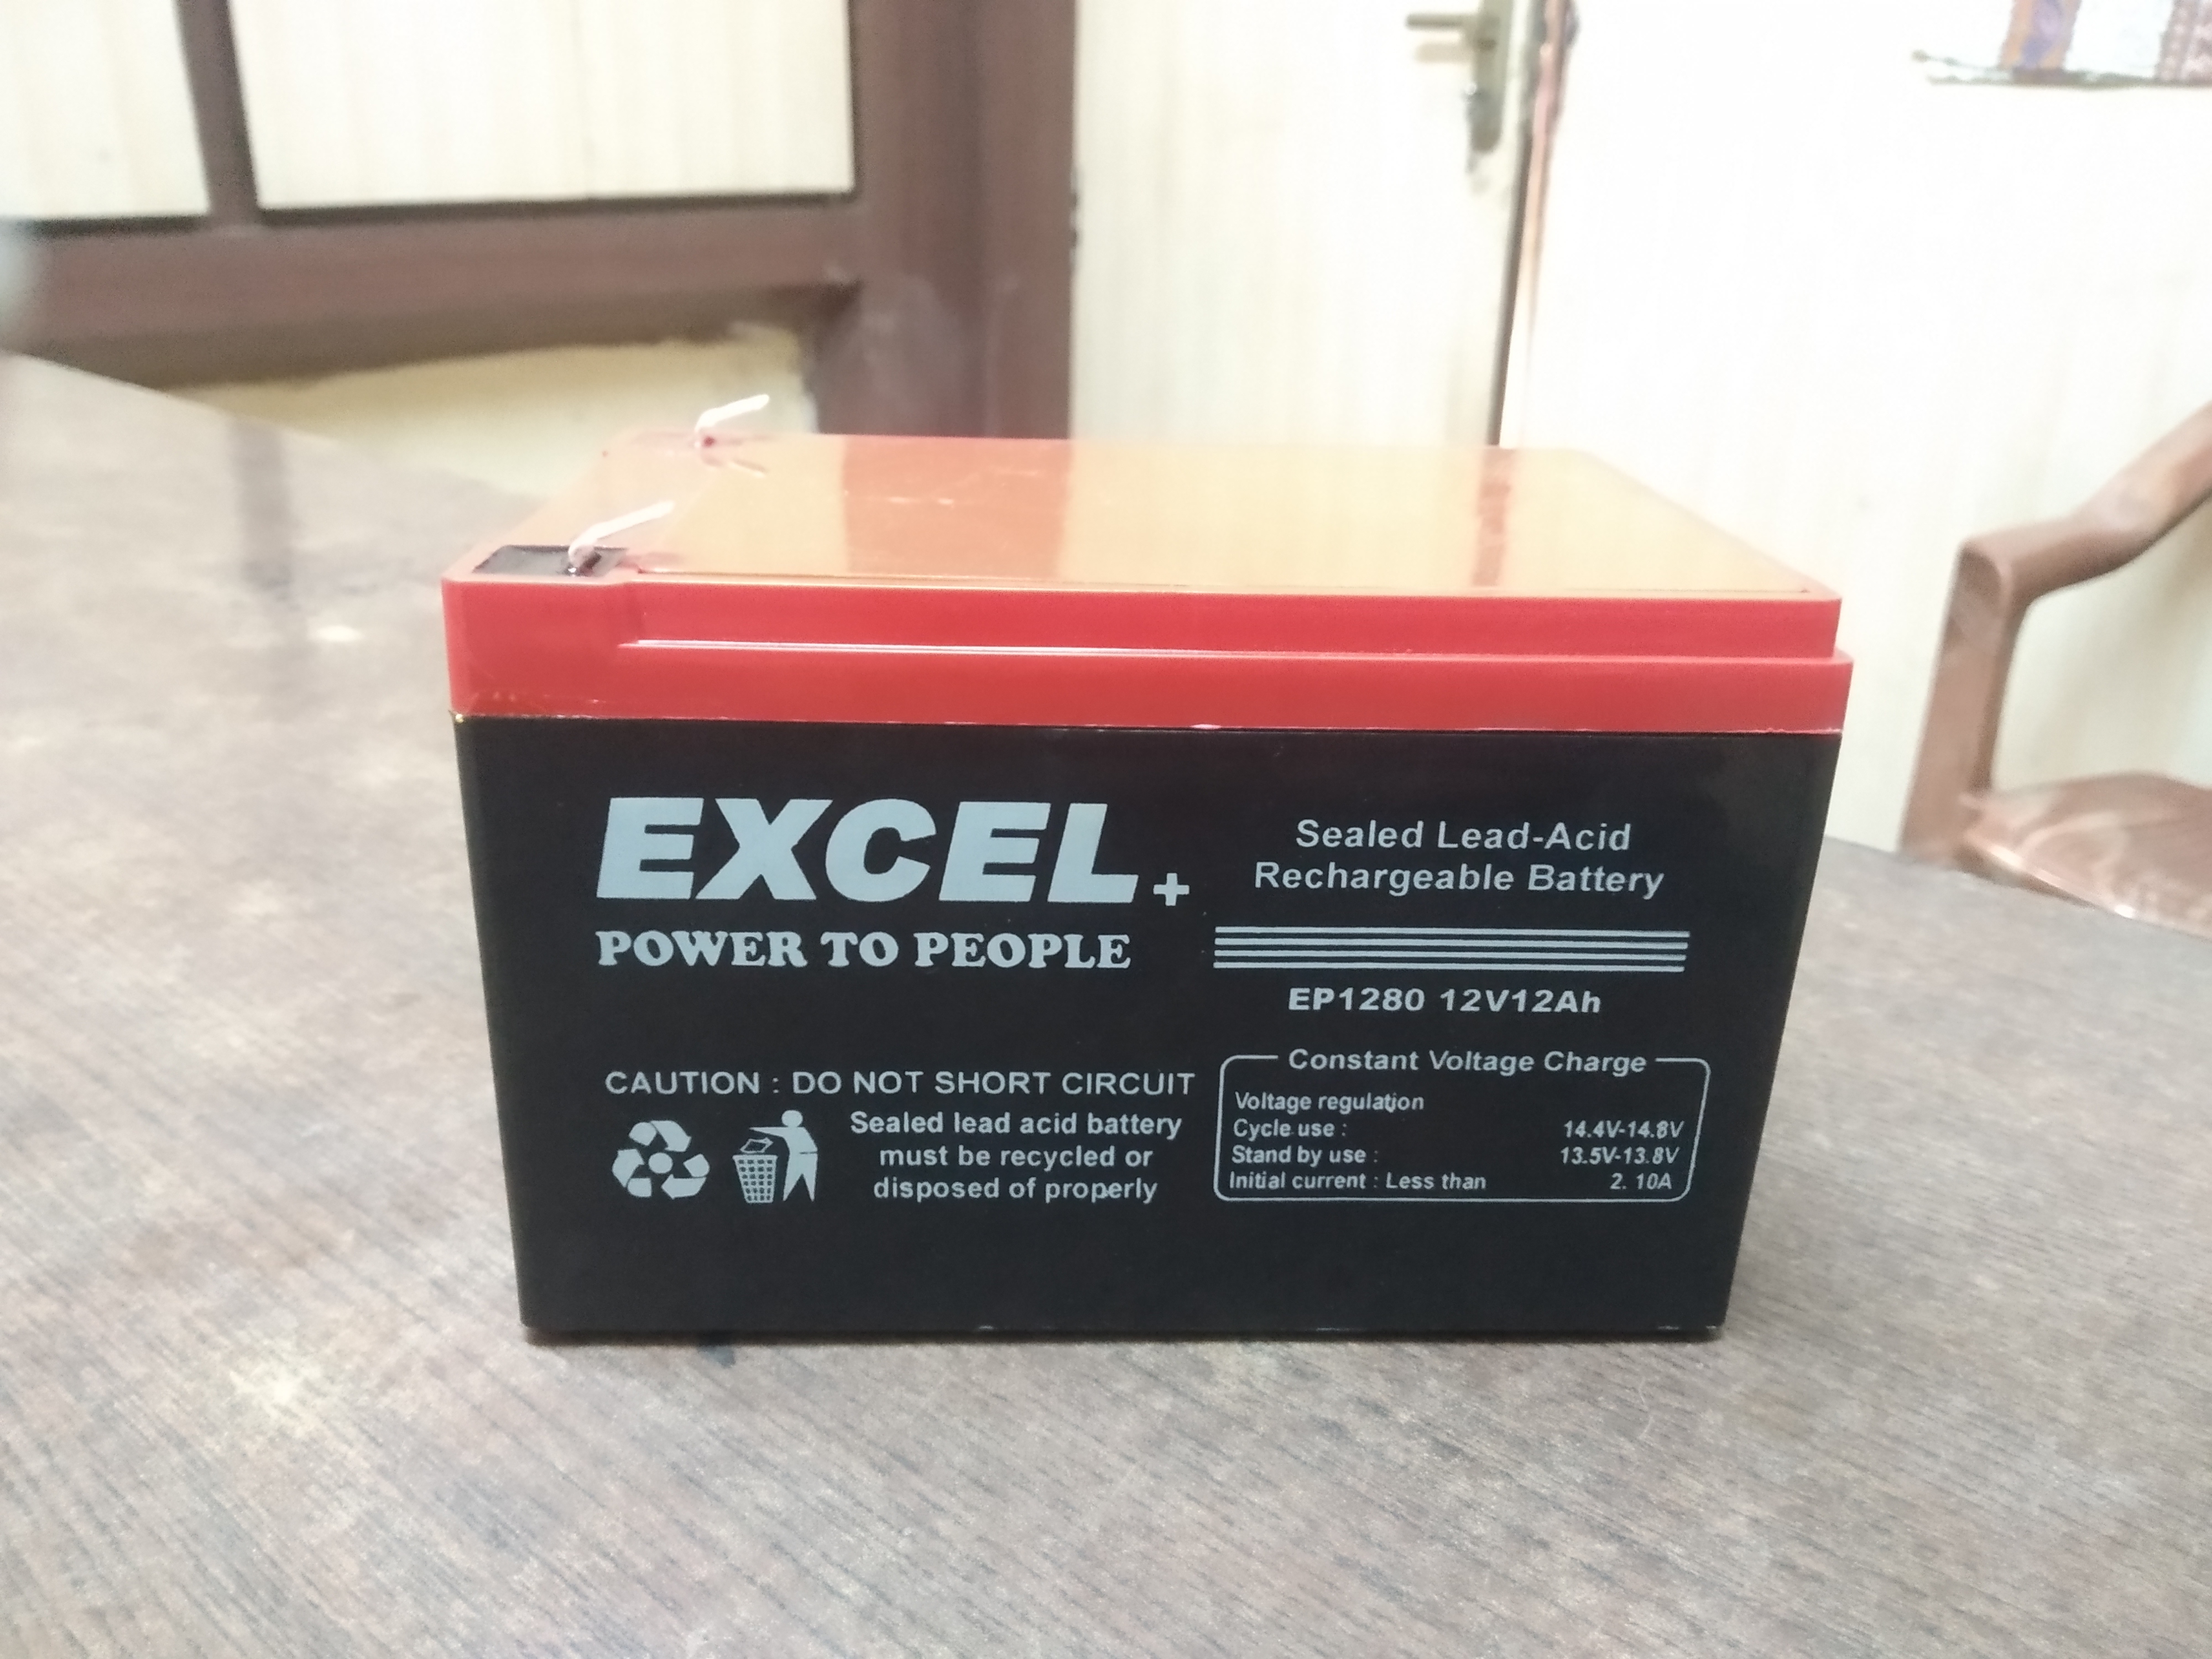 EXCEL+
POWER TO PEOPLE
Sealed Lead-Acid
Rechargeable Battery
EP1280 12V12Ah
CAUTION : DO NOT SHORT CIRCUIT
Sealed lead acid battery
must be recycled or
disposed of properly
Constant Voltage Charge
Voltage regulation
Cycle use : 14.4V-14.8V
Stand by use : 13.5V-13.8V
Initial current : Less than 2. 10A